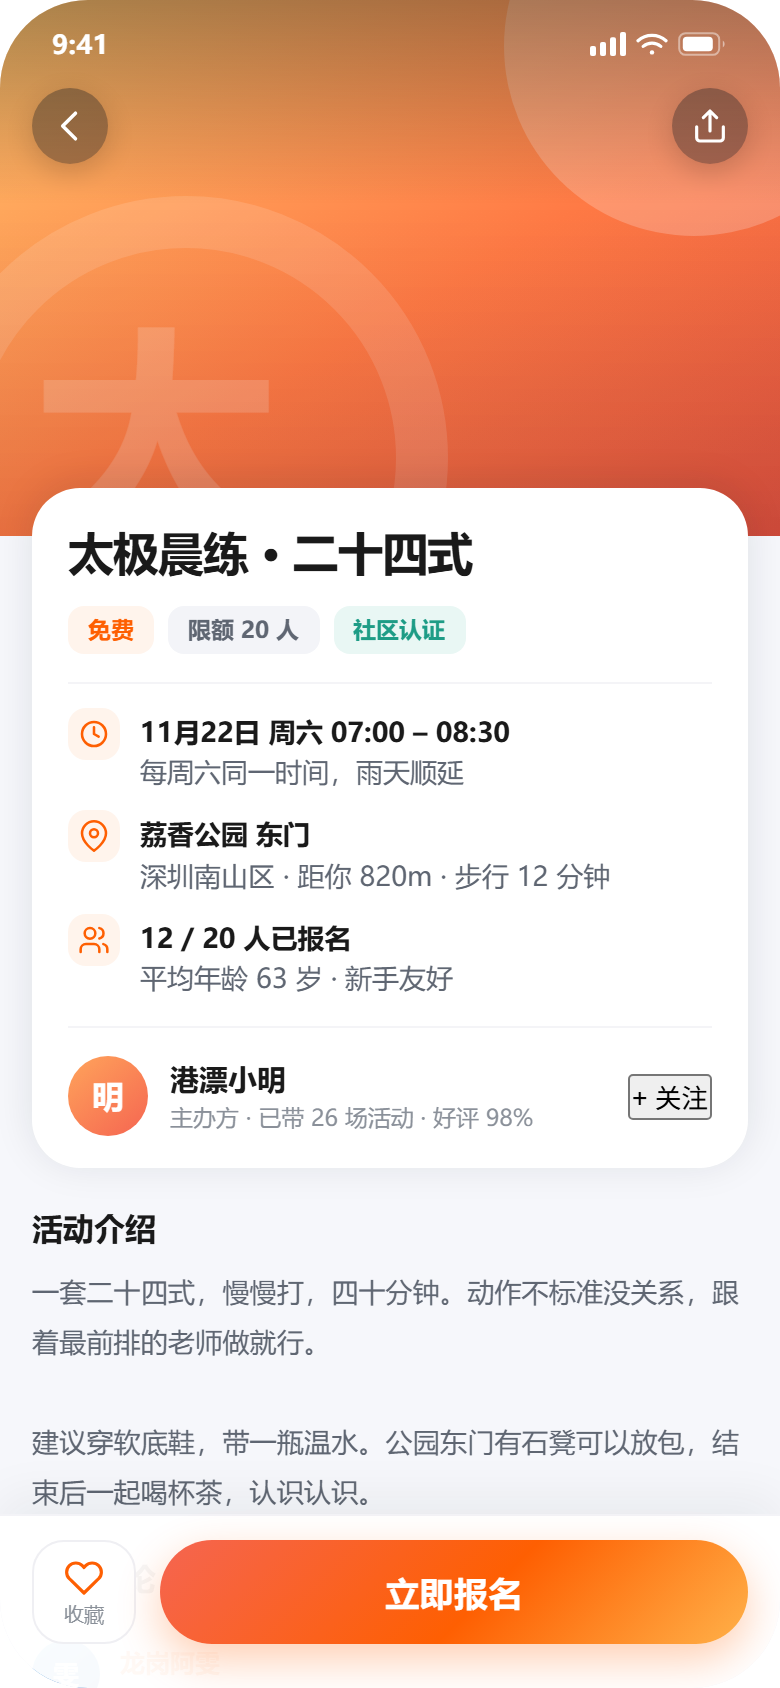 9:41
太
太极晨练 • 二十四式
免费
限额 20 人
社区认证
11月22日 周六 07:00 – 08:30
每周六同一时间，雨天顺延
荔香公园 东门
深圳南山区 · 距你 820m · 步行 12 分钟
12 / 20 人已报名
平均年龄 63 岁 · 新手友好
明
港漂小明
主办方 · 已带 26 场活动 · 好评 98%
+ 关注
活动介绍
一套二十四式，慢慢打，四十分钟。动作不标准没关系，跟
着最前排的老师做就行。
建议穿软底鞋，带一瓶温水。公园东门有石凳可以放包，结
束后一起喝杯茶，认识认识。
收藏
立即报名
龙岗阿雯